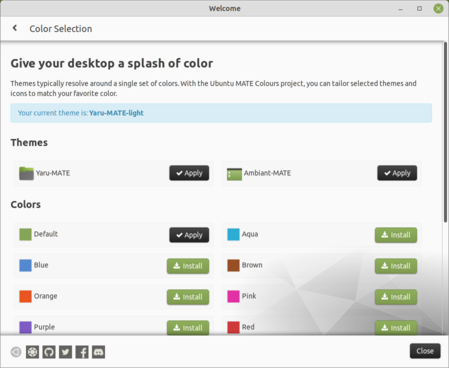 Welcome
Color Selection
Give your desktop a splash of color
Themes typically resolve around a single set of colors. With the Ubuntu MATE Colours project, you can tailor selected themes and
icons to match your favorite color.
Your current theme is: Yaru-MATE-light
Themes
Yaru-MATE Apply Ambiant-MATE Apply
Colors
Default Apply Aqua Install
Blue Install Brown Install
Orange Install Pink Install
Purple Install Red Install
Close